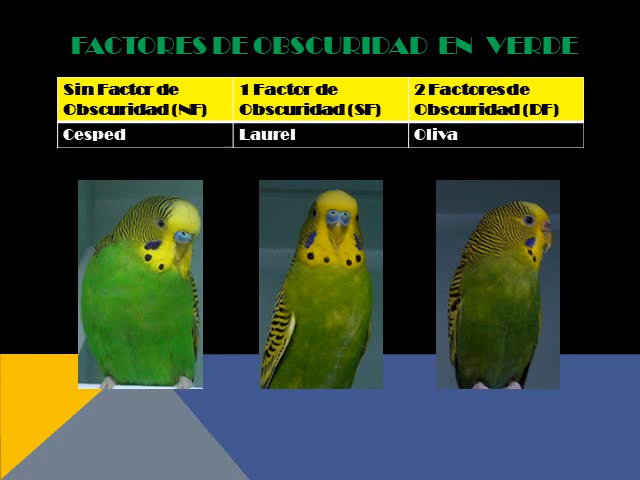 FACTORES DE OBSCURIDAD EN VERDE
Sin Factor de
Obscuridad (NF)
1 Factor de
Obscuridad (SF)
2 Factores de
Obscuridad (DF)
Cesped
Laurel
Oliva